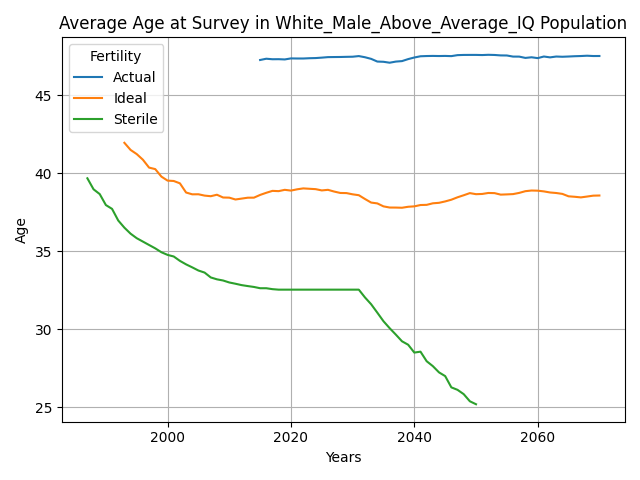 Average Age at Survey in White_Male_Above_Average_IQ Population
Fertility
Actual
Ideal
Sterile
45
40
35
30
25
Age
2000
2020
2040
2060
Years